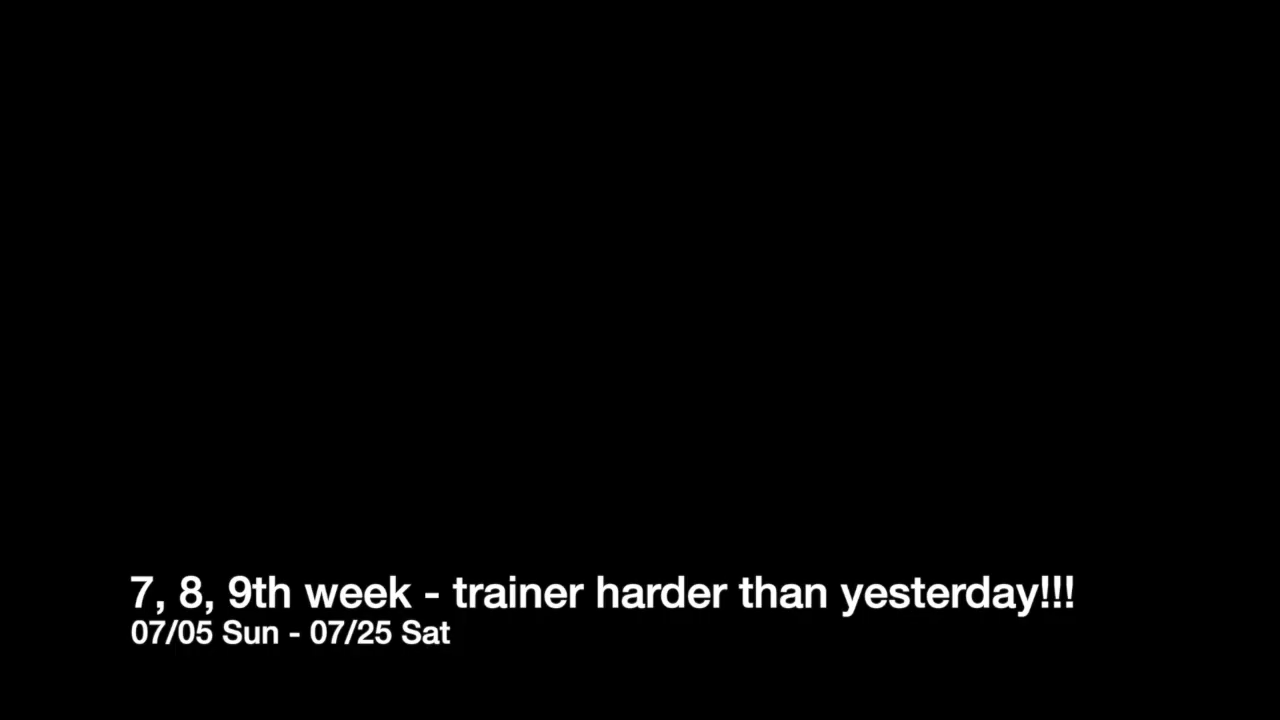 7, 8, 9th week - trainer harder than yesterday!!!
07/05 Sun - 07/25 Sat